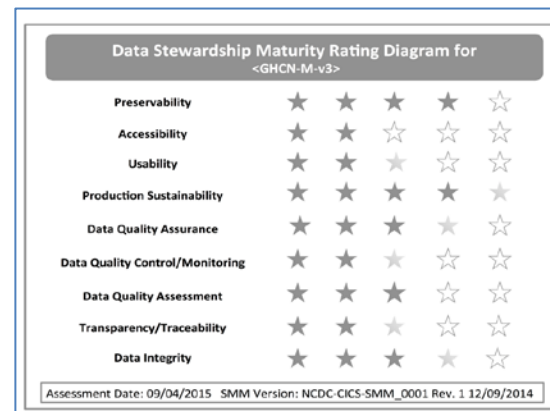 Data Stewardship Maturity Rating Diagram for
<GHCN-M-v3>
Preservability
Accessibility
Usability
Production Sustainability
Data Quality Assurance
Data Quality Control/Monitoring
Data Quality Assessment
Transparency/Traceability
Data Integrity
Assessment Date: 09/04/2015 SMM Version: NCDC-CICS-SMM_0001 Rev. 1 12/09/2014